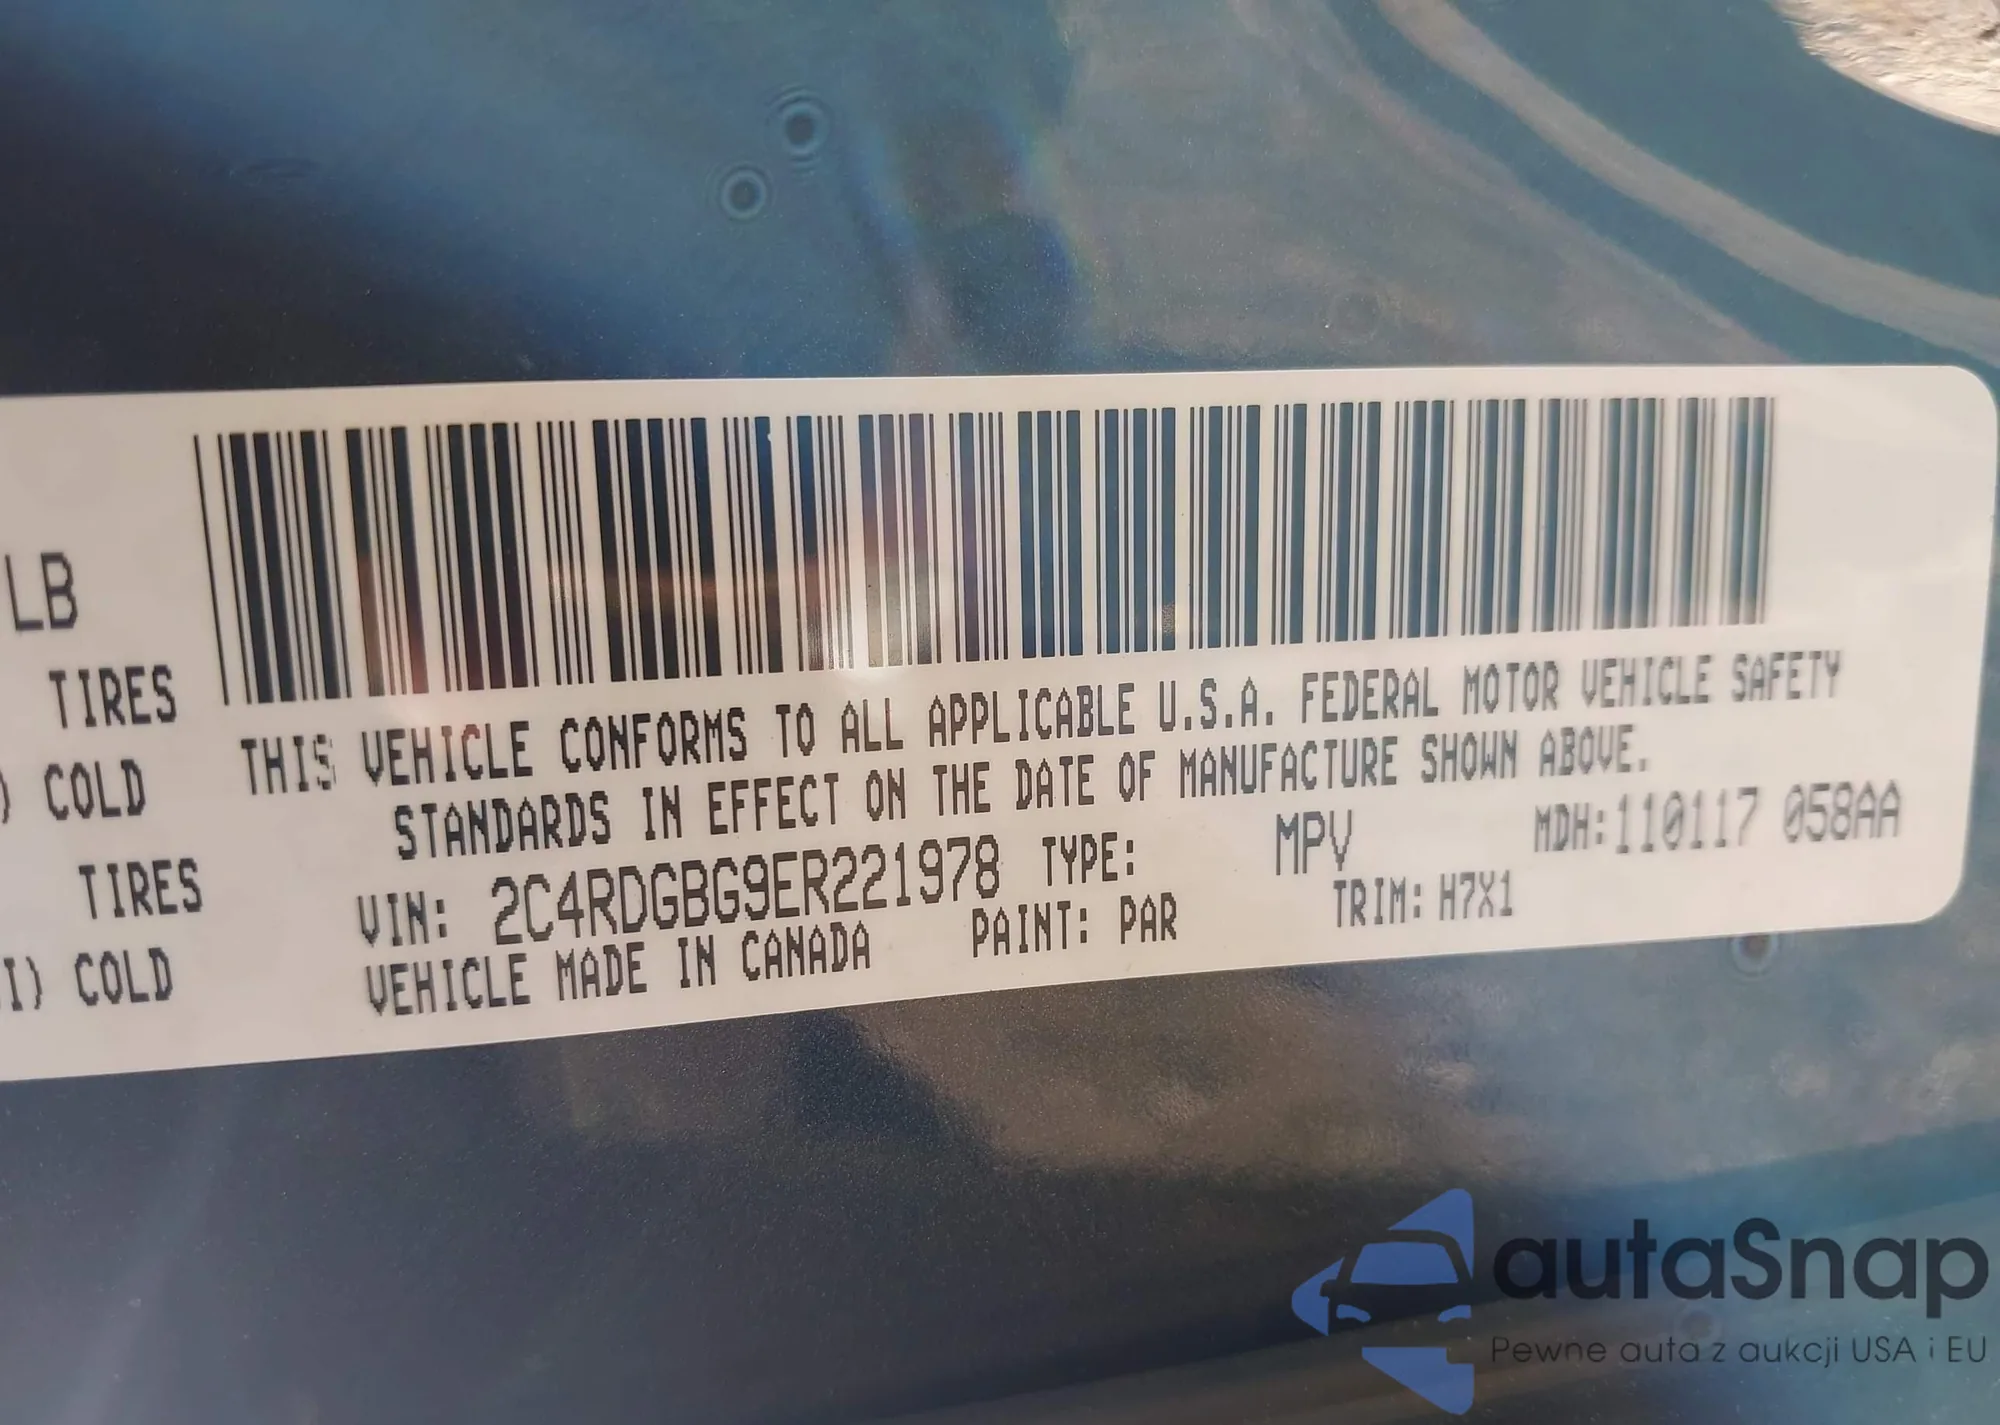 LB
TIRES
) COLD
TIRES
I) COLD
THIS VEHICLE CONFORMS TO ALL APPLICABLE U.S.A. FEDERAL MOTOR VEHICLE SAFETY
STANDARDS IN EFFECT ON THE DATE OF MANUFACTURE SHOWN ABOVE.
VIN: 2C4RDGBG9ER221978 TYPE: MPV MDH:110117 058AA
VEHICLE MADE IN CANADA PAINT: PAR TRIM: H7X1
autaSnap
Pewne auta z aukcji USA i EU